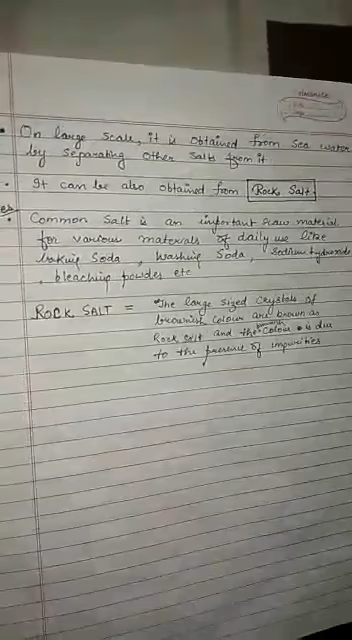 • On large scale, it is obtained from sea water
by separating other salts from it.
• It can be also obtained from Rock Salt
• Common Salt is an important raw material
for various materials of daily use like
baking Soda, washing Soda, sodium hydroxide
, bleaching powder etc
ROCK SALT = The large sized crystals of
brownish colour are brown as
Rock salt and the brownish colour is due
to the presence of impurities